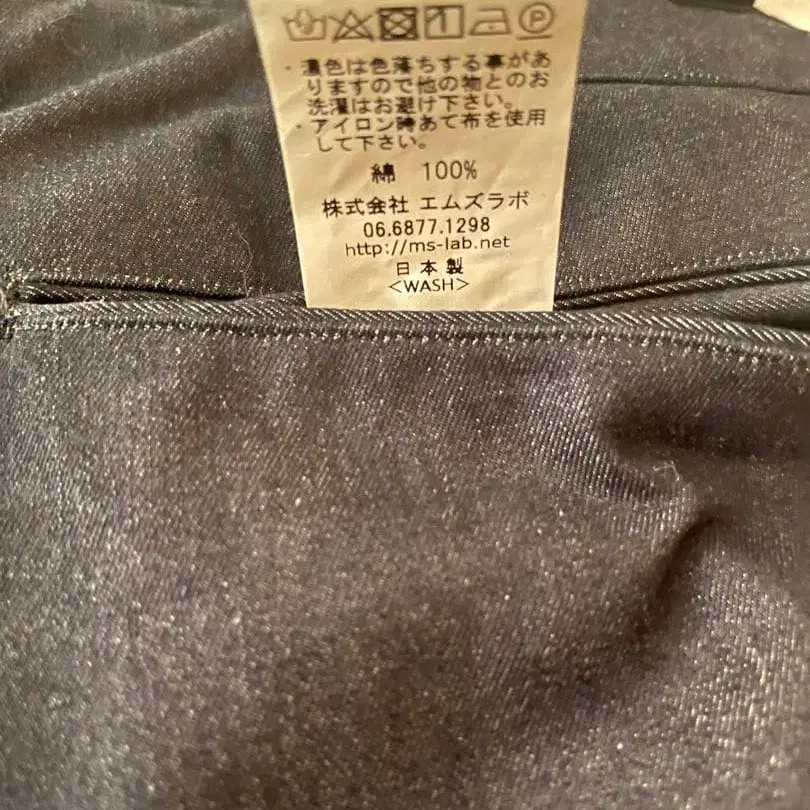 ・濃色は色落ちする事があ
りますので他の物とのお
洗濯はお避け下さい。
・アイロン時あて布を使用
して下さい。
綿 100%
株式会社 エムズラボ
06.6877.1298
http://ms-lab.net
日本製
<WASH>